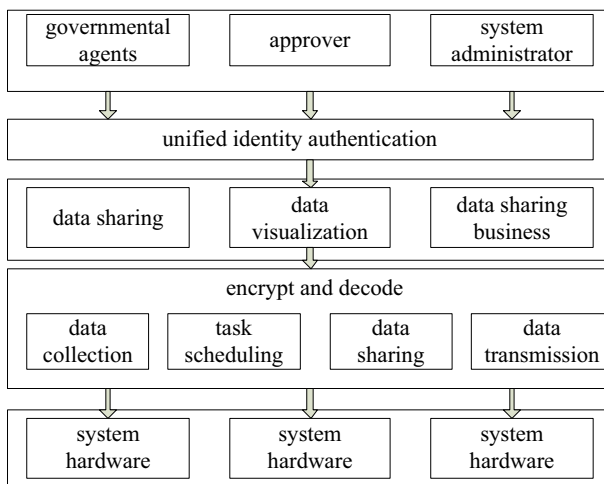 governmental
agents
approver
system
administrator
unified identity authentication
data sharing
data
visualization
data sharing
business
encrypt and decode
data
collection
task
scheduling
data
sharing
data
transmission
system
hardware
system
hardware
system
hardware